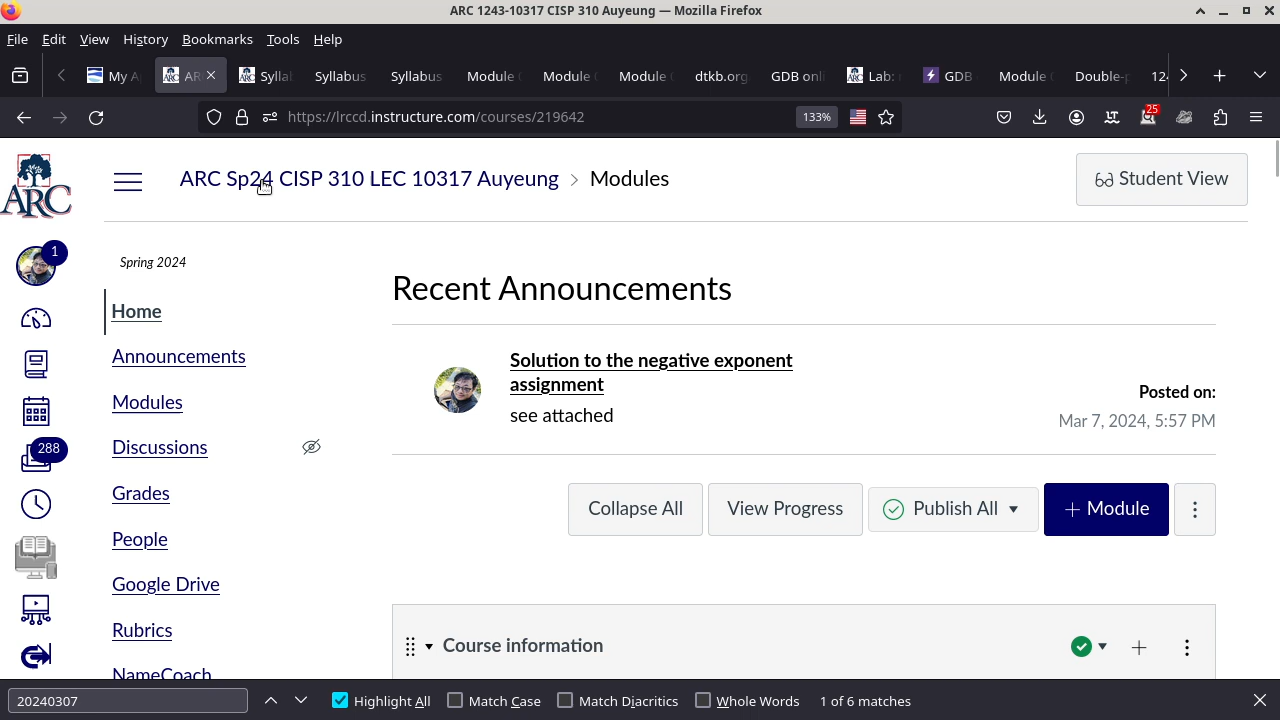 ARC 1243-10317 CISP 310 Auyeung — Mozilla Firefox
File Edit View History Bookmarks Tools Help
My A AR Syllab Syllabus Syllabus Module Module Module dtkb.org GDB onl Lab: GDB Module Double-p 124
https://lrccd.instructure.com/courses/219642 133% 25
ARC
ARC Sp24 CISP 310 LEC 10317 Auyeung > Modules
Student View
1
Spring 2024
Home
Announcements
Modules
Discussions
Grades
People
Google Drive
Rubrics
NameCoach
288
Recent Announcements
Solution to the negative exponent
assignment
see attached
Posted on:
Mar 7, 2024, 5:57 PM
Collapse All View Progress Publish All + Module
Course information
20240307 Highlight All Match Case Match Diacritics Whole Words 1 of 6 matches